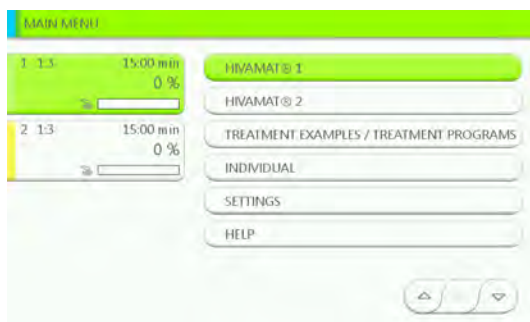 MAIN MENU
1 1:3 15:00 min
0 %
2 1:3 15:00 min
0 %
HIVAMAT® 1
HIVAMAT® 2
TREATMENT EXAMPLES / TREATMENT PROGRAMS
INDIVIDUAL
SETTINGS
HELP